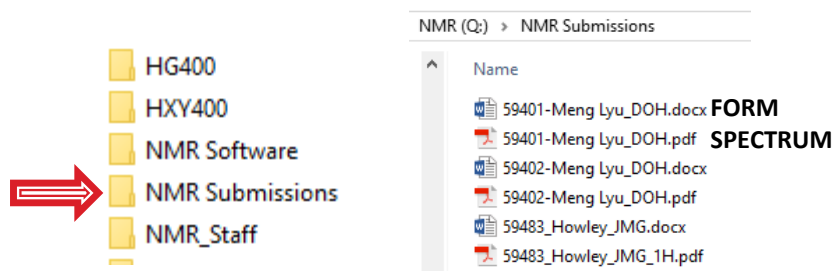 HG400
HXY400
NMR Software
NMR Submissions
NMR_Staff
NMR (Q:) > NMR Submissions
Name
59401-Meng Lyu_DOH.docx FORM
59401-Meng Lyu_DOH.pdf SPECTRUM
59402-Meng Lyu_DOH.docx
59402-Meng Lyu_DOH.pdf
59483_Howley_JMG.docx
59483_Howley_JMG_1H.pdf